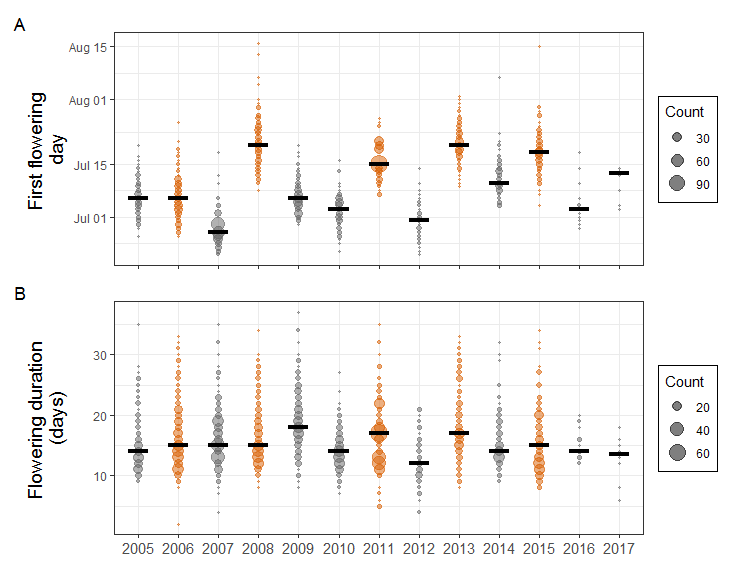 A
First flowering
day
Aug 15
Aug 01
Jul 15
Jul 01
Count
30
60
90
B
Flowering duration
(days)
30
20
10
Count
20
40
60
2005 2006 2007 2008 2009 2010 2011 2012 2013 2014 2015 2016 2017